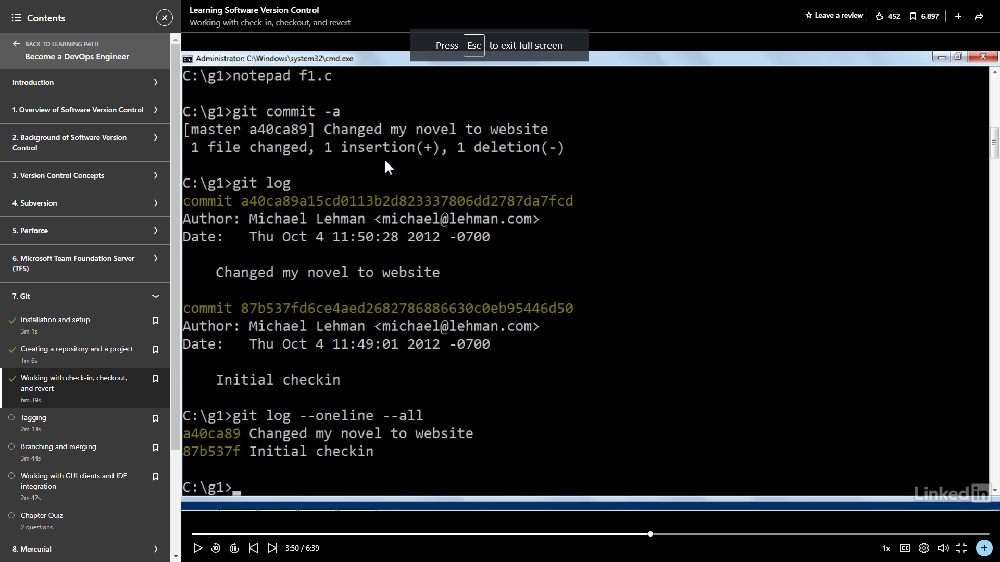 Contents
BACK TO LEARNING PATH
Become a DevOps Engineer
Introduction
1. Overview of Software Version Control
2. Background of Software Version
Control
3. Version Control Concepts
4. Subversion
5. Perforce
6. Microsoft Team Foundation Server
(TFS)
7. Git
Installation and setup
3m 1s
Creating a repository and a project
1m 6s
Working with check-in, checkout,
and revert
6m 39s
Tagging
2m 13s
Branching and merging
3m 44s
Working with GUI clients and IDE
integration
2m 42s
Chapter Quiz
2 questions
8. Mercurial
Learning Software Version Control
Working with check-in, checkout, and revert
Leave a review 452 6,897
Press Esc to exit full screen
Administrator: C:\Windows\system32\cmd.exe
C:\g1>notepad f1.c
C:\g1>git commit -a
[master a40ca89] Changed my novel to website
1 file changed, 1 insertion(+), 1 deletion(-)
C:\g1>git log
commit a40ca89a15cd0113b2d823337806dd2787da7fcd
Author: Michael Lehman <michael@lehman.com>
Date: Thu Oct 4 11:50:28 2012 -0700
Changed my novel to website
commit 87b537fd6ce4aed2682786886630c0eb95446d50
Author: Michael Lehman <michael@lehman.com>
Date: Thu Oct 4 11:49:01 2012 -0700
Initial checkin
C:\g1>git log --oneline --all
a40ca89 Changed my novel to website
87b537f Initial checkin
C:\g1>_
Linked in
10 10 3:50 / 6:39 1x CC